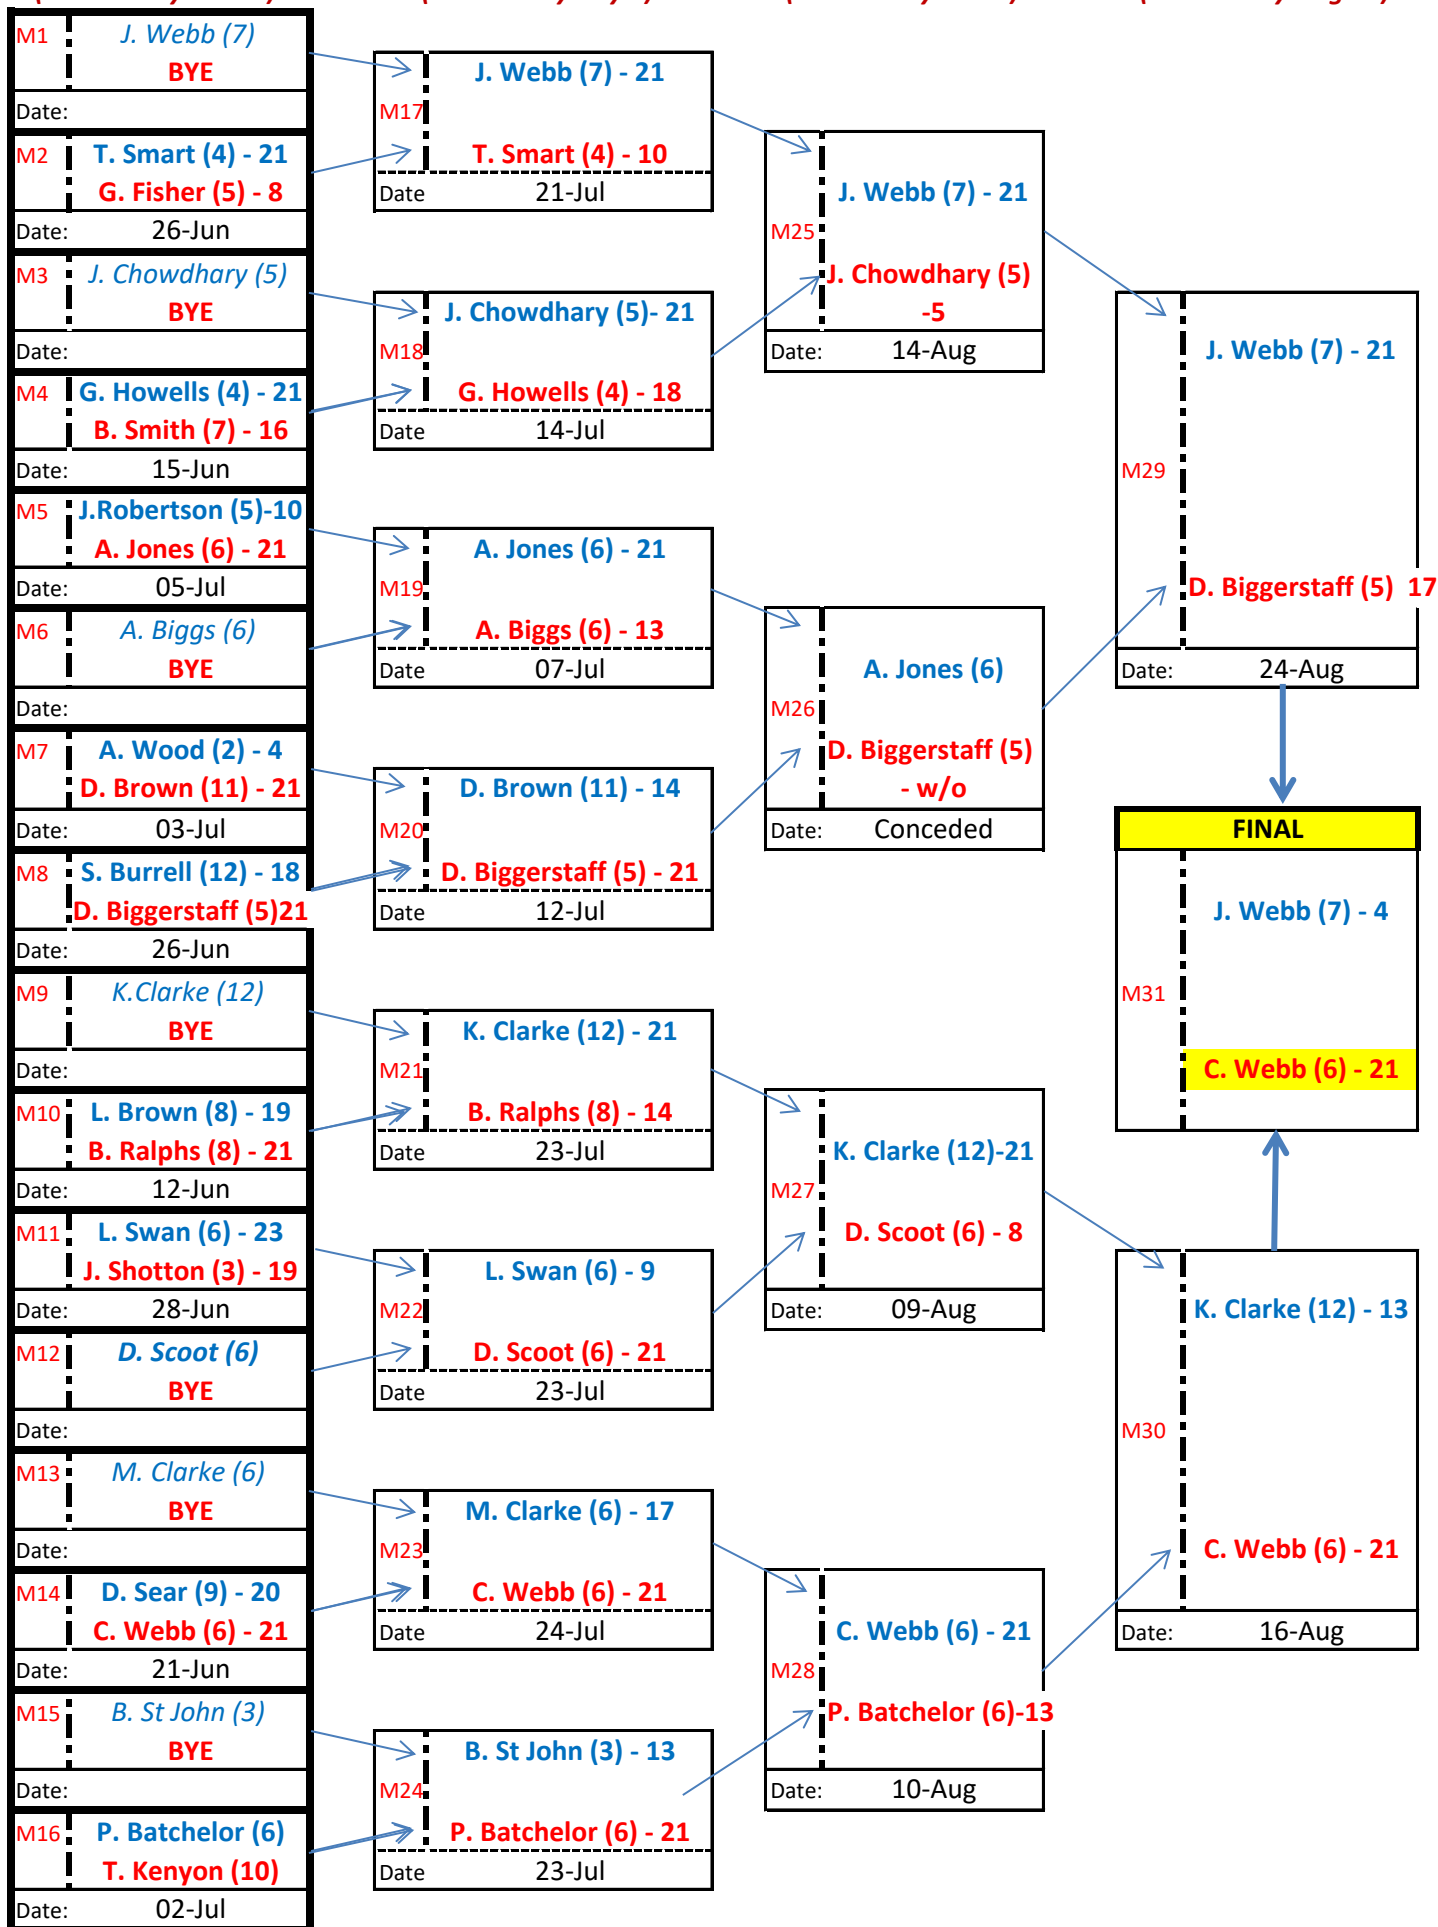 M1 J. Webb (7)
BYE
Date:
M2 T. Smart (4) - 21
G. Fisher (5) - 8
Date: 26-Jun
M3 J. Chowdhary (5)
BYE
Date:
M4 G. Howells (4) - 21
B. Smith (7) - 16
Date: 15-Jun
M5 J.Robertson (5)-10
A. Jones (6) - 21
Date: 05-Jul
M6 A. Biggs (6)
BYE
Date:
M7 A. Wood (2) - 4
D. Brown (11) - 21
Date: 03-Jul
M8 S. Burrell (12) - 18
D. Biggerstaff (5)21
Date: 26-Jun
M9 K.Clarke (12)
BYE
Date:
M10 L. Brown (8) - 19
B. Ralphs (8) - 21
Date: 12-Jun
M11 L. Swan (6) - 23
J. Shotton (3) - 19
Date: 28-Jun
M12 D. Scoot (6)
BYE
Date:
M13 M. Clarke (6)
BYE
Date:
M14 D. Sear (9) - 20
C. Webb (6) - 21
Date: 21-Jun
M15 B. St John (3)
BYE
Date:
M16 P. Batchelor (6)
T. Kenyon (10)
Date: 02-Jul
J. Webb (7) - 21
M17
T. Smart (4) - 10
Date 21-Jul
J. Chowdhary (5)- 21
M18
G. Howells (4) - 18
Date 14-Jul
A. Jones (6) - 21
M19
A. Biggs (6) - 13
Date 07-Jul
D. Brown (11) - 14
M20
D. Biggerstaff (5) - 21
Date 12-Jul
K. Clarke (12) - 21
M21
B. Ralphs (8) - 14
Date 23-Jul
L. Swan (6) - 9
M22
D. Scoot (6) - 21
Date 23-Jul
M. Clarke (6) - 17
M23
C. Webb (6) - 21
Date 24-Jul
B. St John (3) - 13
M24
P. Batchelor (6) - 21
Date 23-Jul
J. Webb (7) - 21
M25
J. Chowdhary (5)
-5
Date: 14-Aug
A. Jones (6)
M26
D. Biggerstaff (5)
- w/o
Date: Conceded
K. Clarke (12)-21
M27
D. Scoot (6) - 8
Date: 09-Aug
C. Webb (6) - 21
M28
P. Batchelor (6)-13
Date: 10-Aug
J. Webb (7) - 21
M29
D. Biggerstaff (5) 17
Date: 24-Aug
FINAL
J. Webb (7) - 4
M31
C. Webb (6) - 21
K. Clarke (12) - 13
M30
C. Webb (6) - 21
Date: 16-Aug